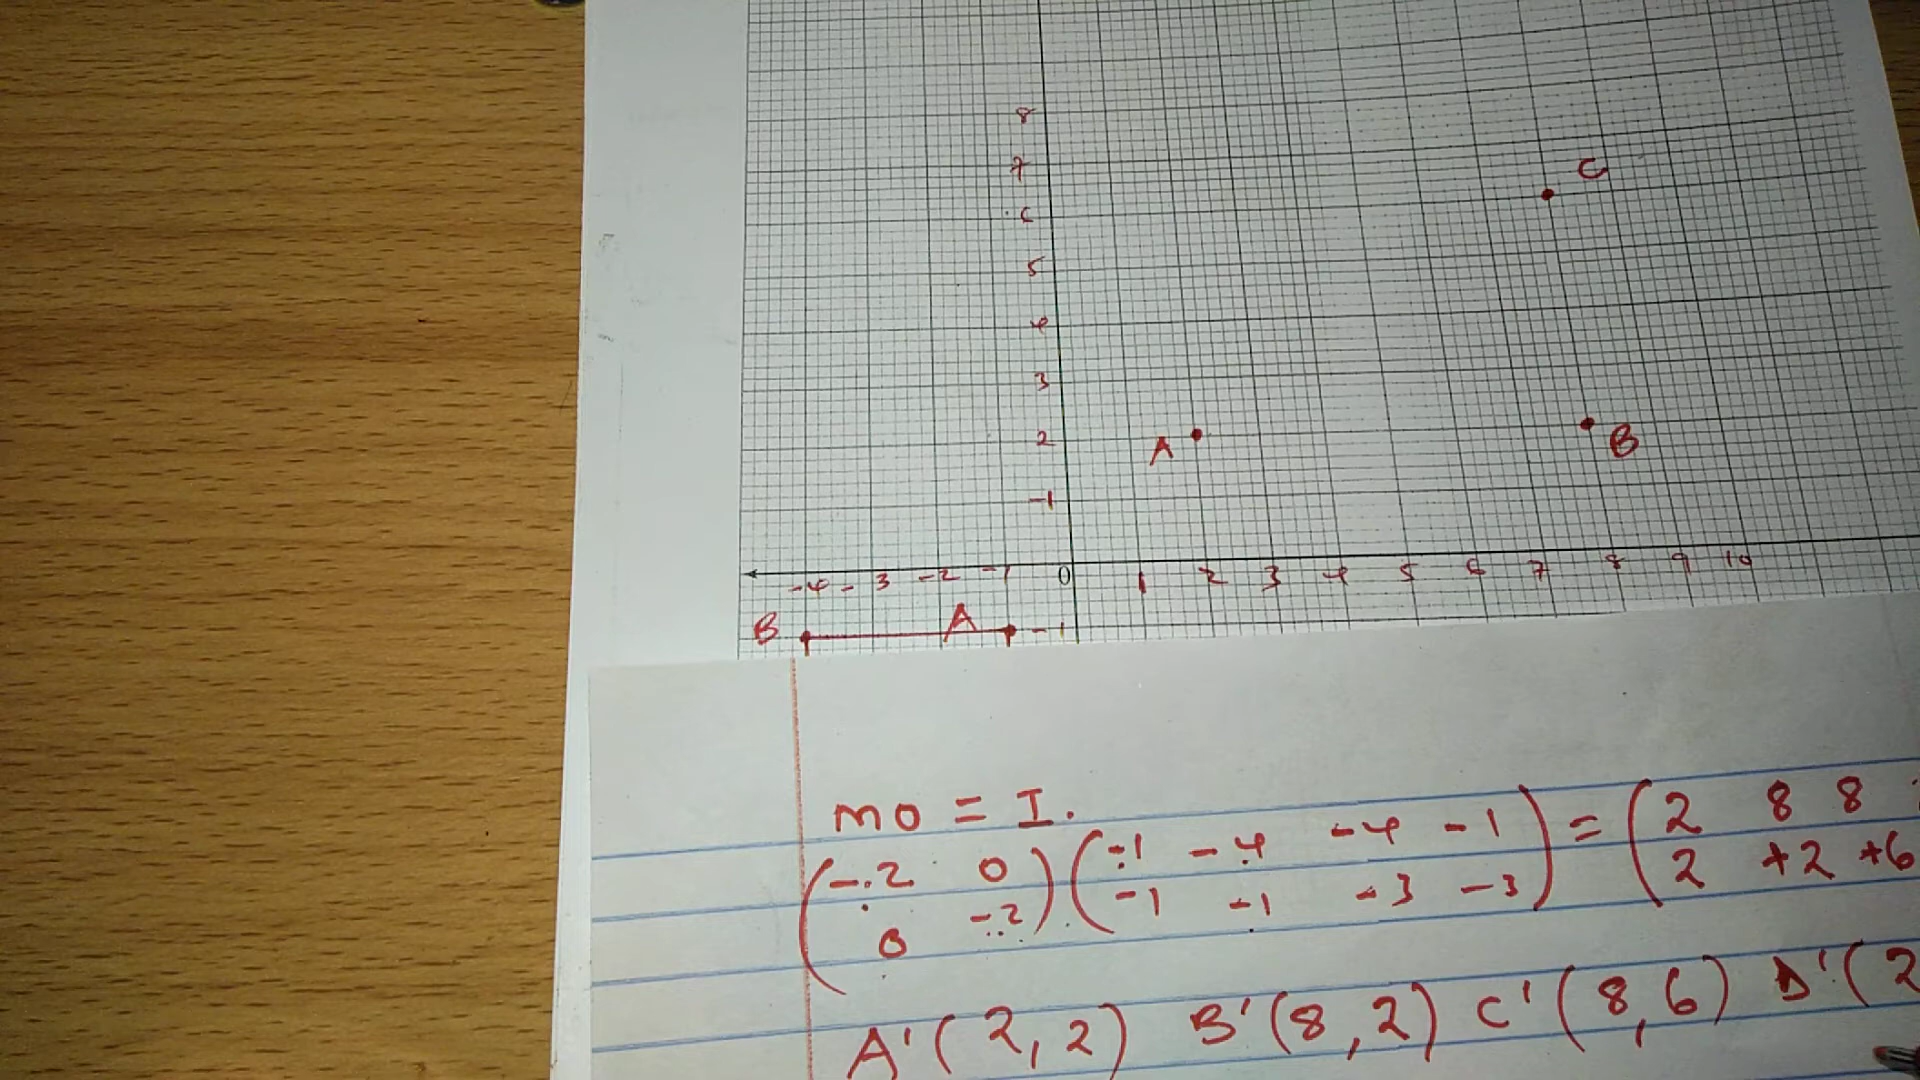 8
7
6
C
5
4
3
2
A
B
-1
-4 -3 -2 -1 0 1 2 3 4 5 6 7 8 9 10
B A -1
mo = I.
(-2 0) (-1 -4 -4 -1) = (2 8 8
(0 -2) (-1 -1 -3 -3) (2 +2 +6
A'(2,2) B'(8,2) C'(8,6) D'(2